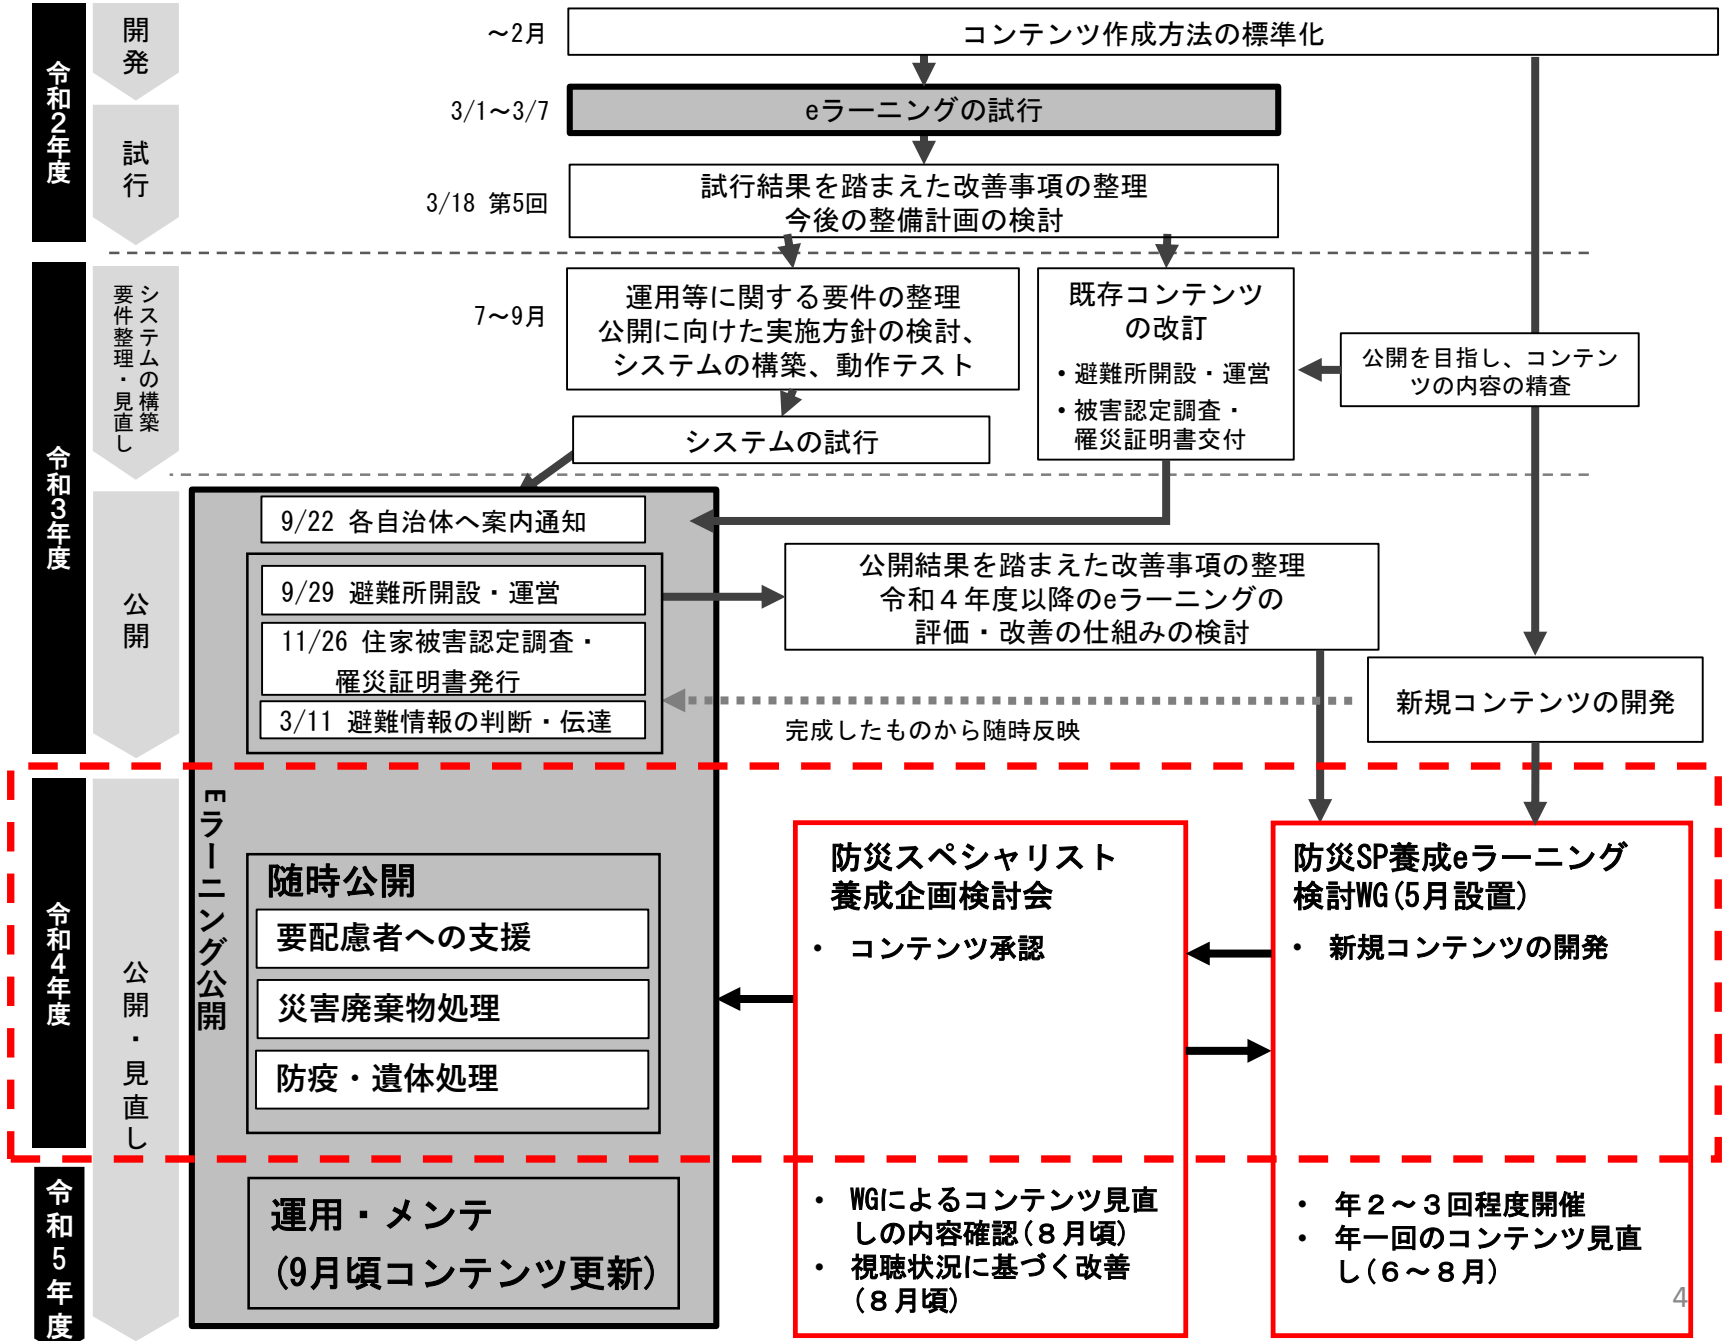 令和2年度
開発
～2月
コンテンツ作成方法の標準化
3/1～3/7
eラーニングの試行
試行
3/18 第5回
試行結果を踏まえた改善事項の整理
今後の整備計画の検討
令和3年度
システムの構築
要件整理・見直し
7～9月
運用等に関する要件の整理
公開に向けた実施方針の検討、
システムの構築、動作テスト
既存コンテンツ
の改訂
・避難所開設・運営
・被害認定調査・
罹災証明書交付
公開を目指し、コンテン
ツの内容の精査
システムの試行
公開
9/22 各自治体へ案内通知
9/29 避難所開設・運営
11/26 住家被害認定調査・
罹災証明書発行
3/11 避難情報の判断・伝達
公開結果を踏まえた改善事項の整理
令和４年度以降のeラーニングの
評価・改善の仕組みの検討
新規コンテンツの開発
完成したものから随時反映
令和4年度
公開・見直し
Eラーニング公開
随時公開
要配慮者への支援
災害廃棄物処理
防疫・遺体処理
防災スペシャリスト
養成企画検討会
・ コンテンツ承認
防災SP養成eラーニング
検討WG(5月設置)
・ 新規コンテンツの開発
令和5年度
運用・メンテ
(9月頃コンテンツ更新)
・ WGによるコンテンツ見直
しの内容確認(８月頃)
・ 視聴状況に基づく改善
(８月頃)
・ 年２～３回程度開催
・ 年一回のコンテンツ見直
し(６～８月)
4